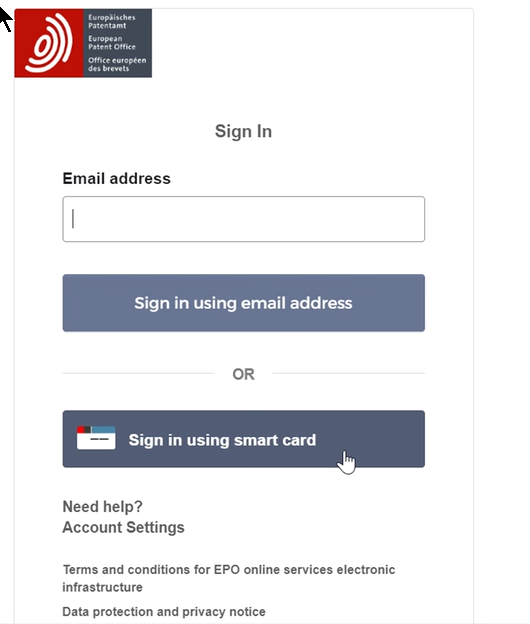 Europäisches
Patentamt
European
Patent Office
Office européen
des brevets
Sign In
Email address
Sign in using email address
OR
Sign in using smart card
Need help?
Account Settings
Terms and conditions for EPO online services electronic
infrastructure
Data protection and privacy notice